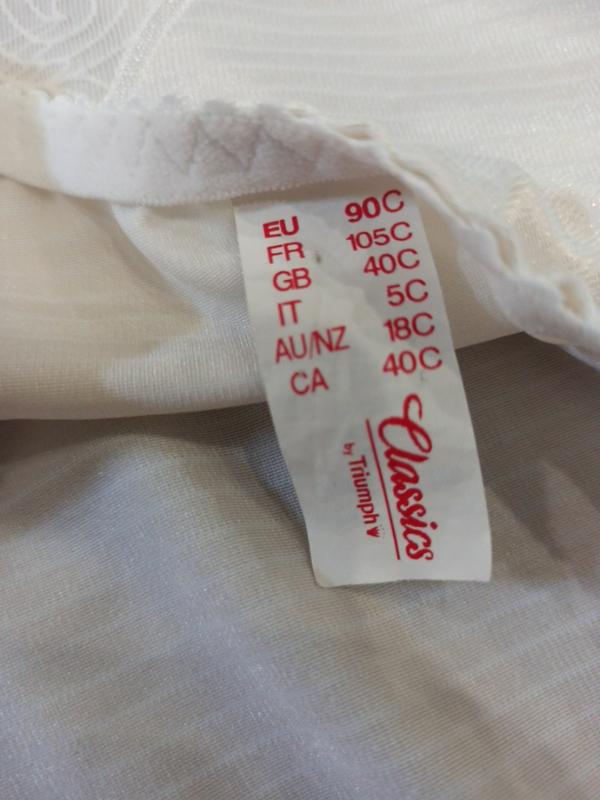 EU 90C
FR 105C
GB 40C
IT 5C
AU/NZ 18C
CA 40C
Classics
by Triumph